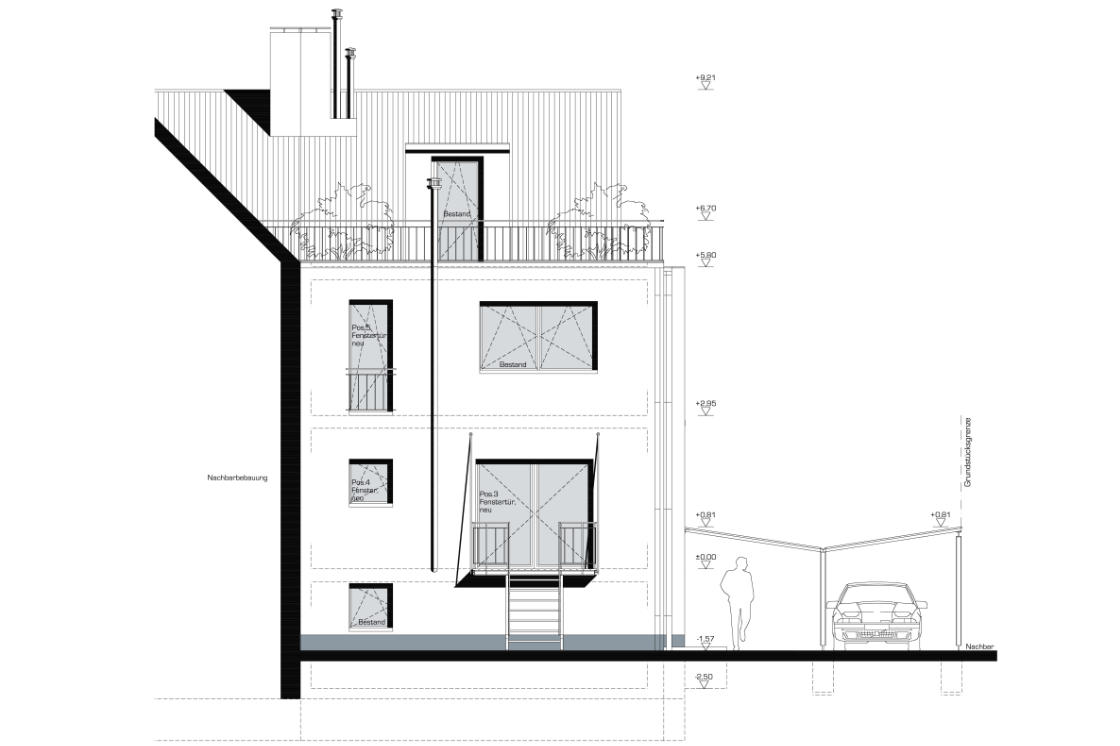 +9,21
+6,70
Bestand
+5,80
Pos.5
Fenstertür,
neu
Bestand
+2,95
Grundstücksgrenze
Nachbarbebauung
Pos.4
Fenster,
neu
Pos.3
Fenstertür,
neu
+0,81
+0,81
±0,00
Bestand
-1,57
Nachbar
-2,50